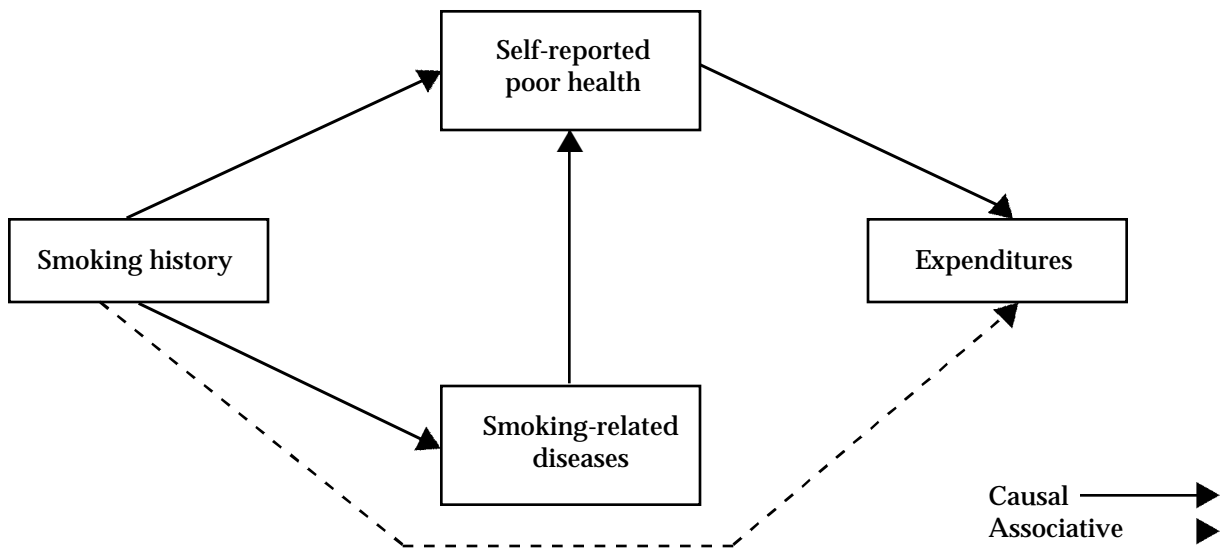 Self-reported
poor health
Smoking history
Expenditures
Smoking-related
diseases
Causal
Associative